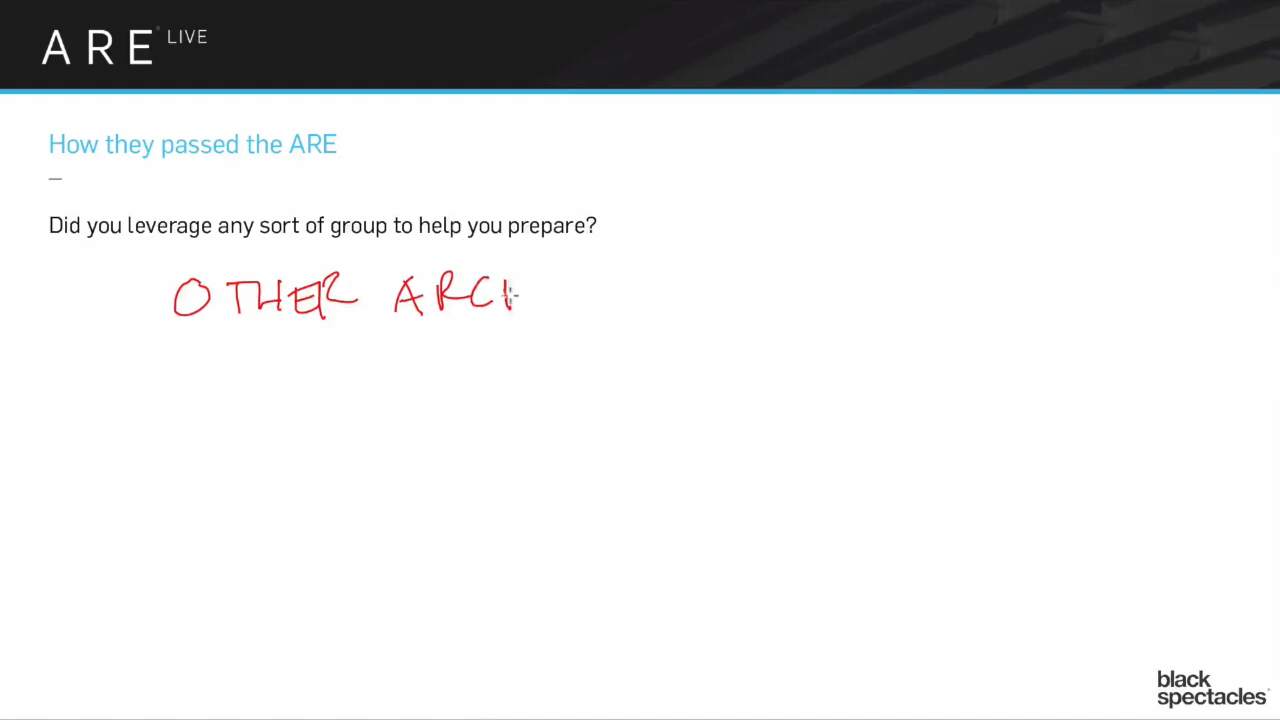 ARE LIVE
How they passed the ARE
Did you leverage any sort of group to help you prepare?
OTHER ARC
black
spectacles